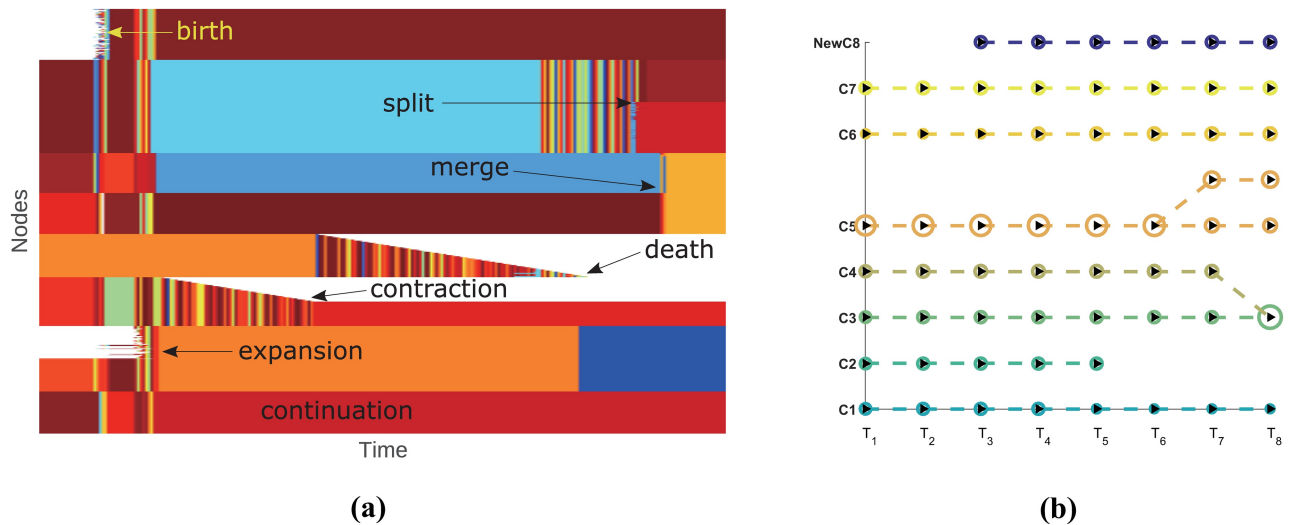 birth
split
merge
death
contraction
expansion
continuation
Nodes
Time
(a)
NewC8
C7
C6
C5
C4
C3
C2
C1
T1 T2 T3 T4 T5 T6 T7 T8
(b)